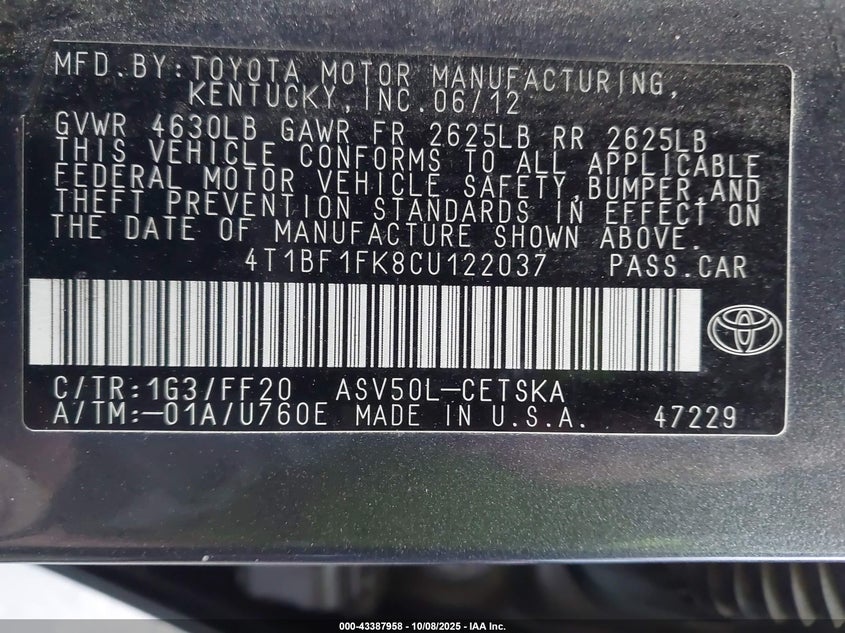 MFD.BY:TOYOTA MOTOR MANUFACTURING,
KENTUCKY,INC.06/12
GVWR 4630LB GAWR FR 2625LB RR 2625LB
THIS VEHICLE CONFORMS TO ALL APPLICABLE
FEDERAL MOTOR VEHICLE SAFETY,BUMPER,AND
THEFT PREVENTION STANDARDS IN EFFECT ON
THE DATE OF MANUFACTURE SHOWN ABOVE.
4T1BF1FK8CU122037 PASS.CAR
C/TR:1G3/FF20 ASV50L-CETSKA
A/TM:-01A/U760E MADE IN U.S.A. 47229
000-43387958 - 10/08/2025 - IAA Inc.